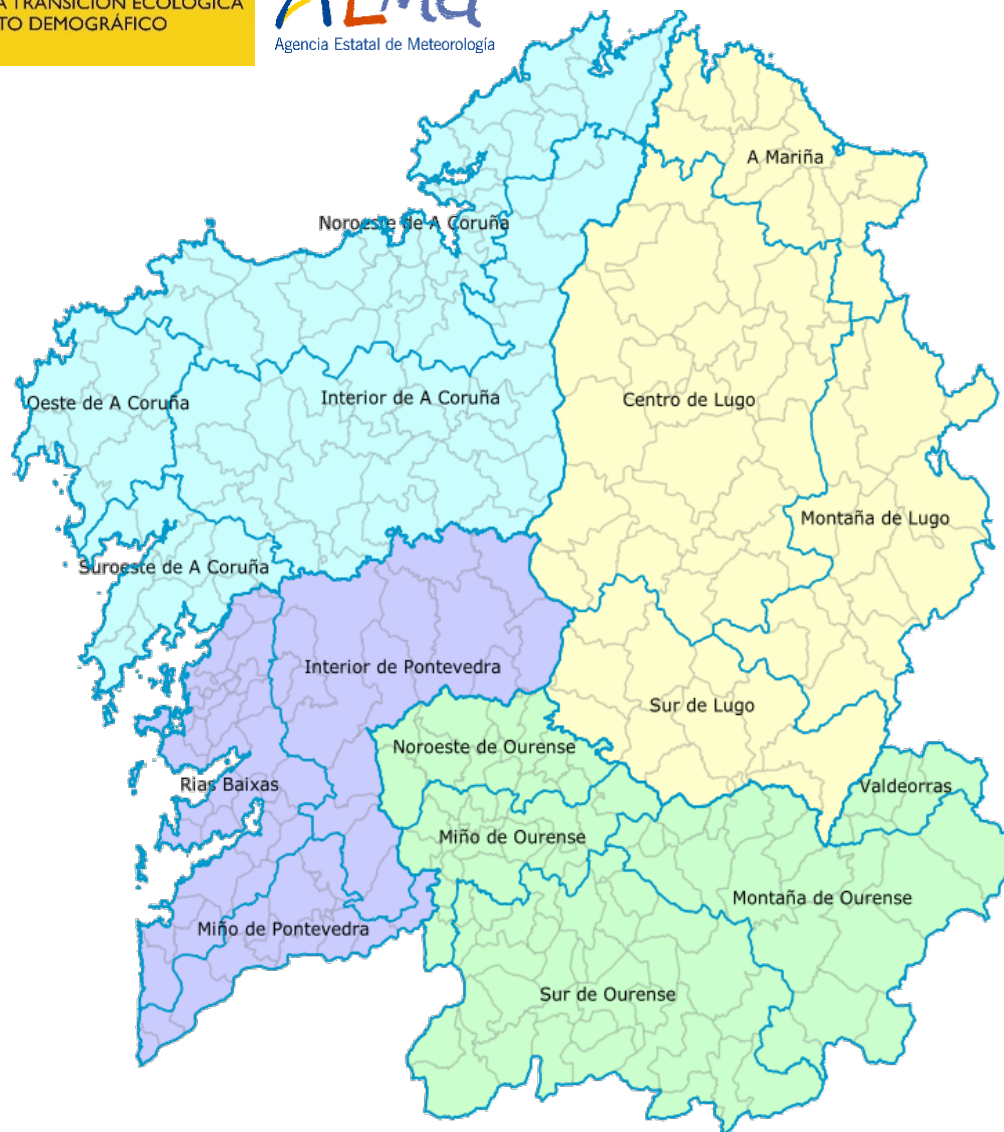 A TRANSICIÓN ECOLÓGICA
TO DEMOGRÁFICO
Agencia Estatal de Meteorología
A Mariña
Noroeste de A Coruña
Oeste de A Coruña
Interior de A Coruña
Centro de Lugo
Montaña de Lugo
Suroeste de A Coruña
Interior de Pontevedra
Sur de Lugo
Noroeste de Ourense
Rias Baixas
Valdeorras
Miño de Ourense
Montaña de Ourense
Miño de Pontevedra
Sur de Ourense